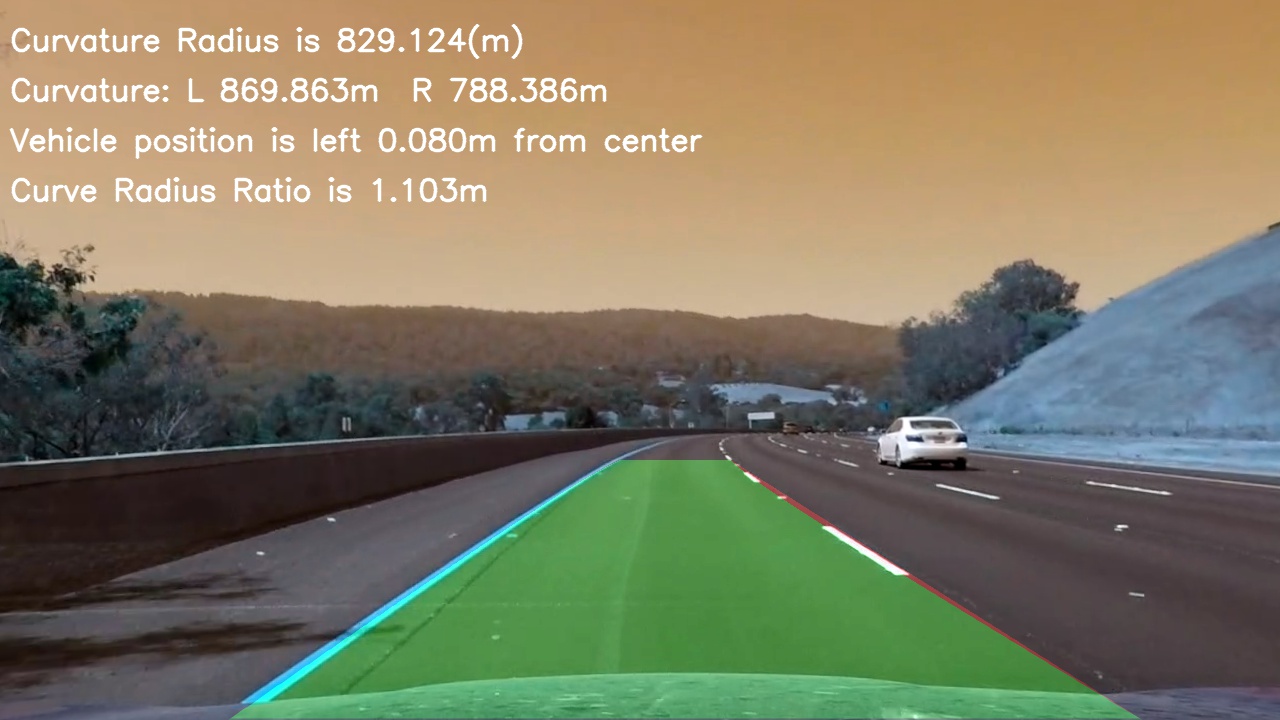 Curvature Radius is 829.124(m)
Curvature: L 869.863m R 788.386m
Vehicle position is left 0.080m from center
Curve Radius Ratio is 1.103m